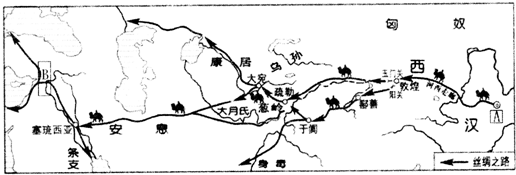 匈奴
康居
乌孙
大宛
疏勒
葱岭
大月氏
于阗
鄯善
玉门关
阳关
敦煌
河西走廊
西
汉
A
B
塞琉西亚
安息
条支
身毒
丝绸之路